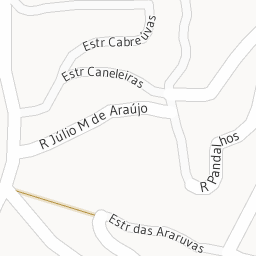 Estr Cabreúvas
Estr Caneleiras
R Júlio M de Araújo
R Pandalhos
Estr das Araruvas